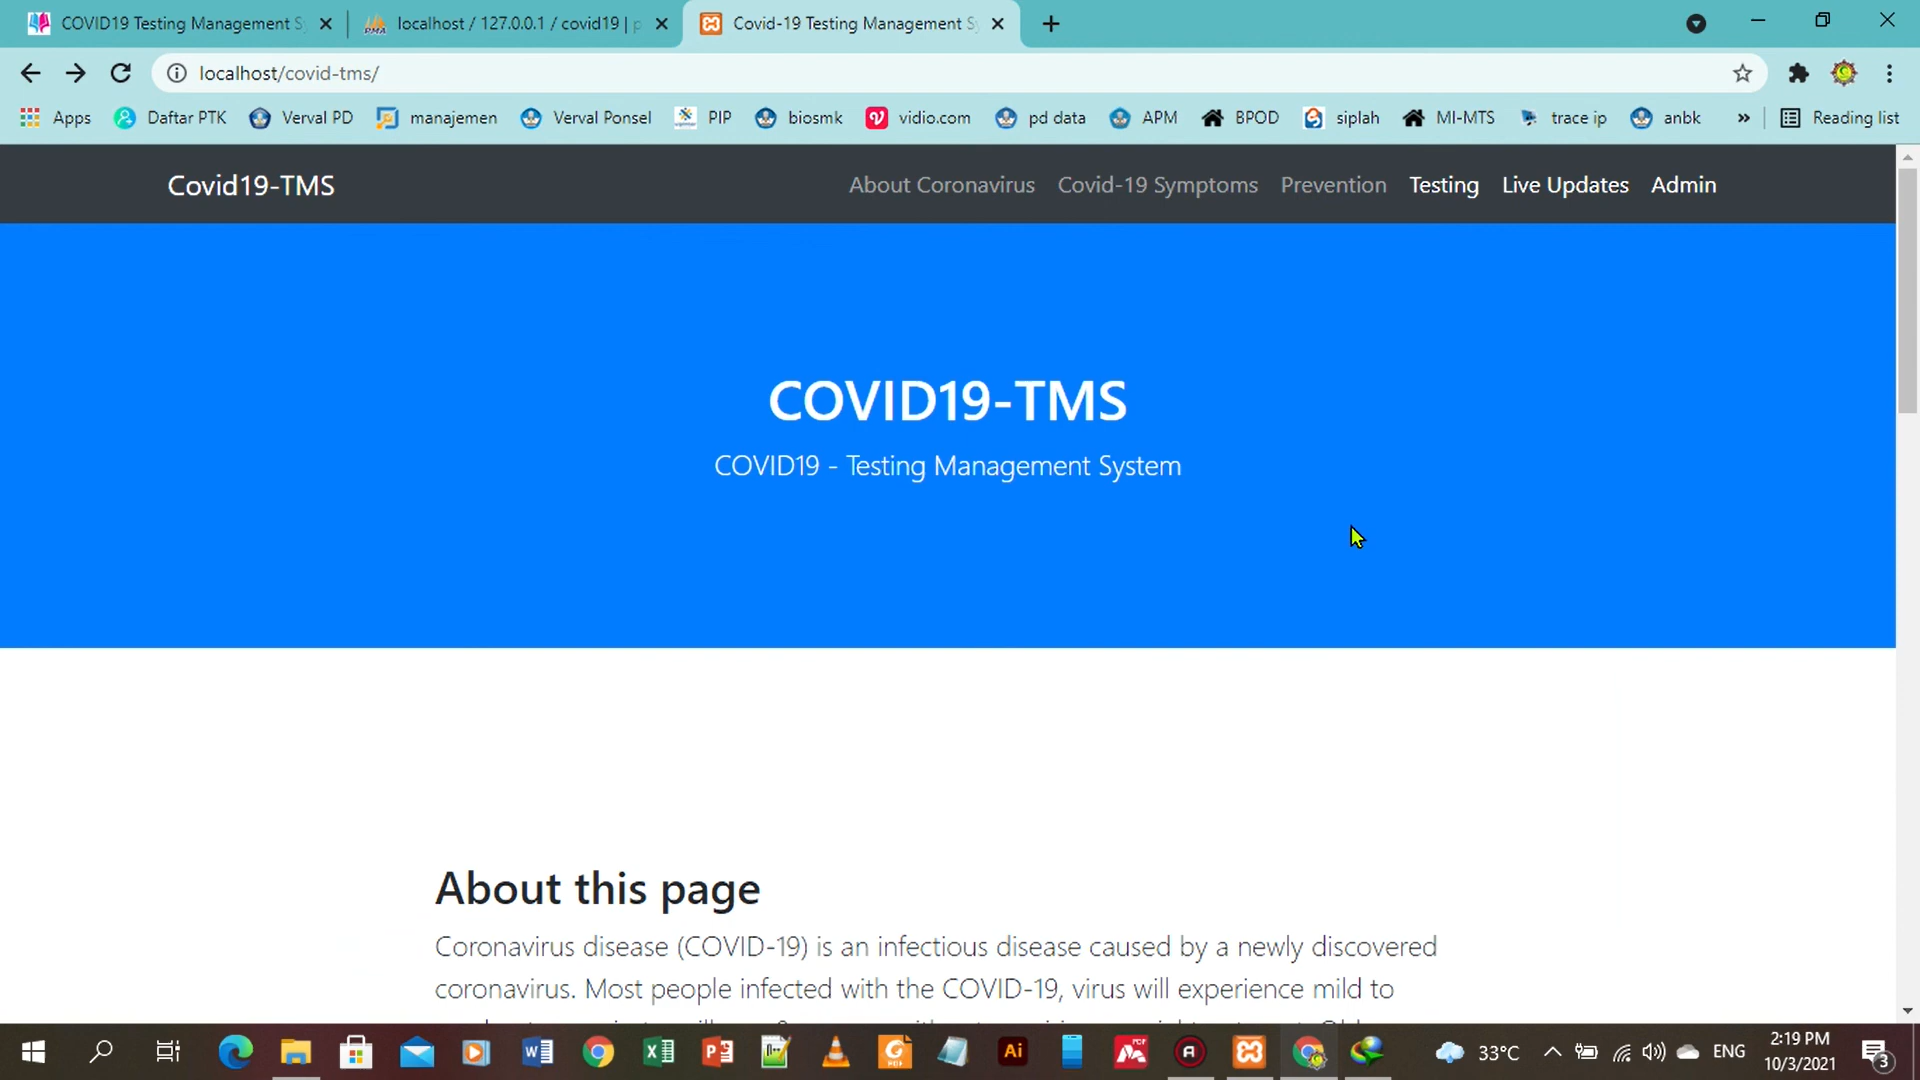 COVID19 Testing Management S
localhost / 127.0.0.1 / covid19 | p
Covid-19 Testing Management S
localhost/covid-tms/
Apps
Daftar PTK
Verval PD
manajemen
Verval Ponsel
PIP
biosmk
vidio.com
pd data
APM
BPOD
siplah
MI-MTS
trace ip
anbk
»
Reading list
Covid19-TMS
About Coronavirus
Covid-19 Symptoms
Prevention
Testing
Live Updates
Admin
COVID19-TMS
COVID19 - Testing Management System
About this page
Coronavirus disease (COVID-19) is an infectious disease caused by a newly discovered
coronavirus. Most people infected with the COVID-19, virus will experience mild to
33°C
ENG
2:19 PM
10/3/2021
3